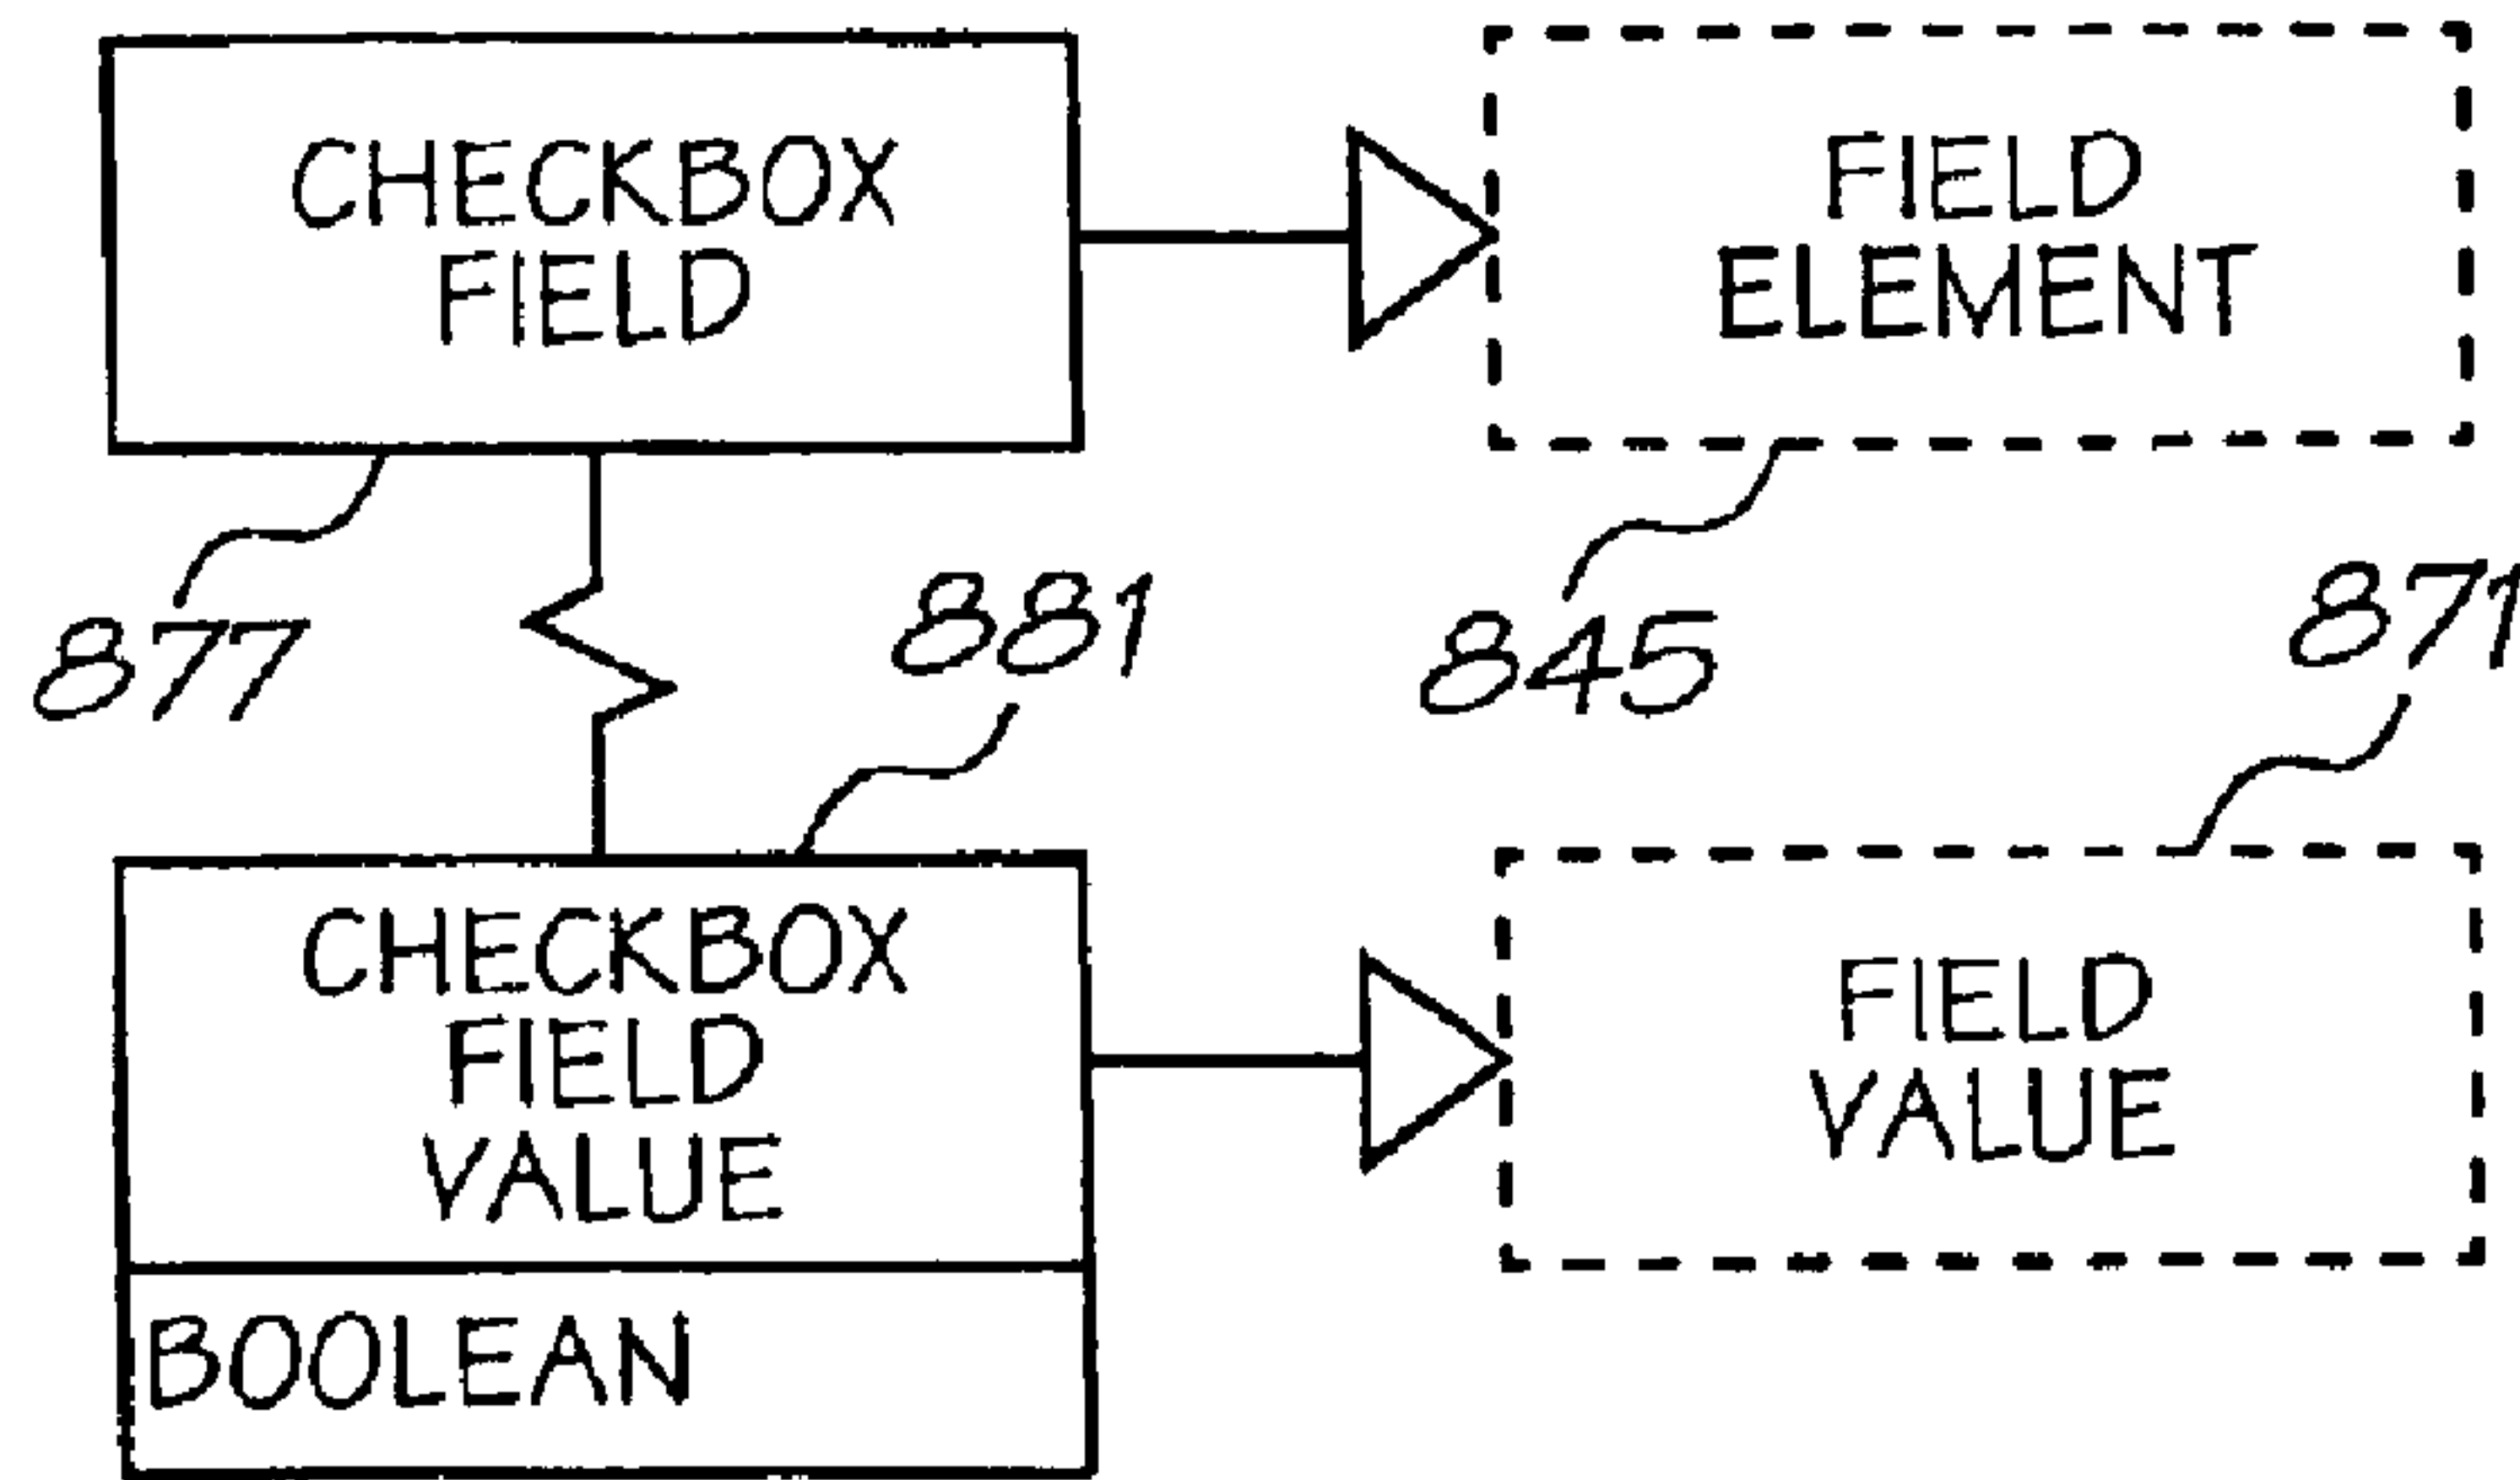 CHECKBOX
FIELD
FIELD
ELEMENT
877
881
845
871
CHECKBOX
FIELD
VALUE
FIELD
VALUE
BOOLEAN